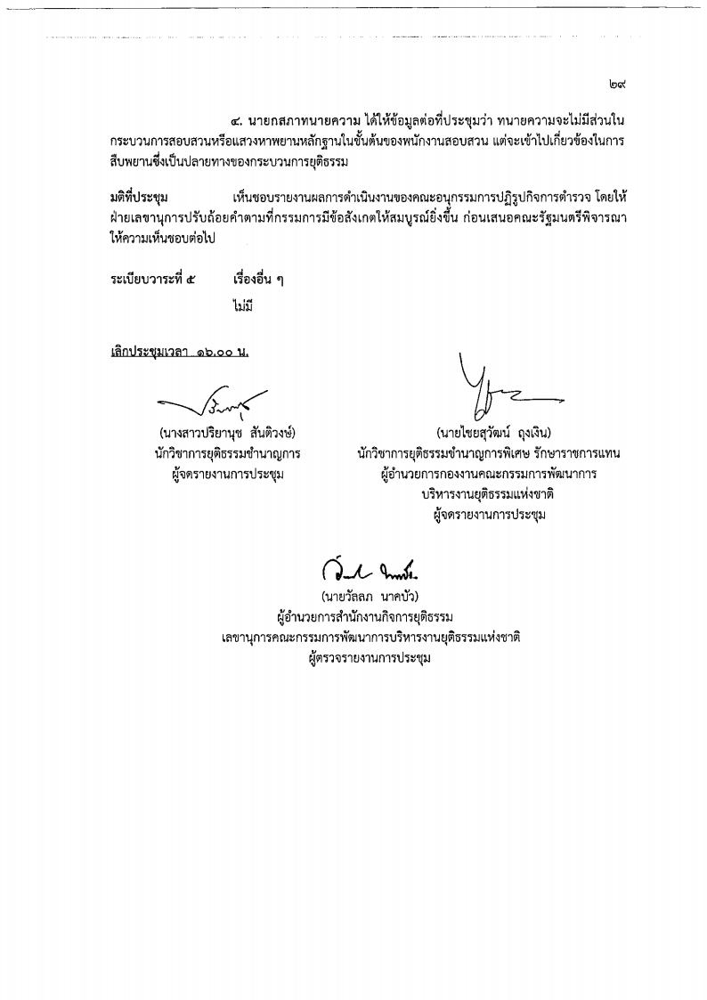 ๒๙
๔. นายกสภาทนายความ ได้ให้ข้อมูลต่อที่ประชุมว่า ทนายความจะไม่มีส่วนใน
กระบวนการสอบสวนหรือแสวงหาพยานหลักฐานในชั้นต้นของพนักงานสอบสวน แต่จะเข้าไปเกี่ยวข้องในการ
สืบพยานซึ่งเป็นปลายทางของกระบวนการยุติธรรม
มติที่ประชุม เห็นชอบรายงานผลการดำเนินงานของคณะอนุกรรมการปฏิรูปกิจการตำรวจ โดยให้
ฝ่ายเลขานุการปรับถ้อยคำตามที่กรรมการมีข้อสังเกตให้สมบูรณ์ยิ่งขึ้น ก่อนเสนอคณะรัฐมนตรีพิจารณา
ให้ความเห็นชอบต่อไป
ระเบียบวาระที่ ๕ เรื่องอื่น ๆ
ไม่มี
เลิกประชุมเวลา ๑๖.๐๐ น.
(นางสาวปริยานุช สันติวงษ์)
นักวิชาการยุติธรรมชำนาญการ
ผู้จดรายงานการประชุม
(นายไชยสุวัฒน์ ถุงเงิน)
นักวิชาการยุติธรรมชำนาญการพิเศษ รักษาราชการแทน
ผู้อำนวยการกองงานคณะกรรมการพัฒนาการ
บริหารงานยุติธรรมแห่งชาติ
ผู้จดรายงานการประชุม
(นายวัลลภ นาคบัว)
ผู้อำนวยการสำนักงานกิจการยุติธรรม
เลขานุการคณะกรรมการพัฒนาการบริหารงานยุติธรรมแห่งชาติ
ผู้ตรวจรายงานการประชุม